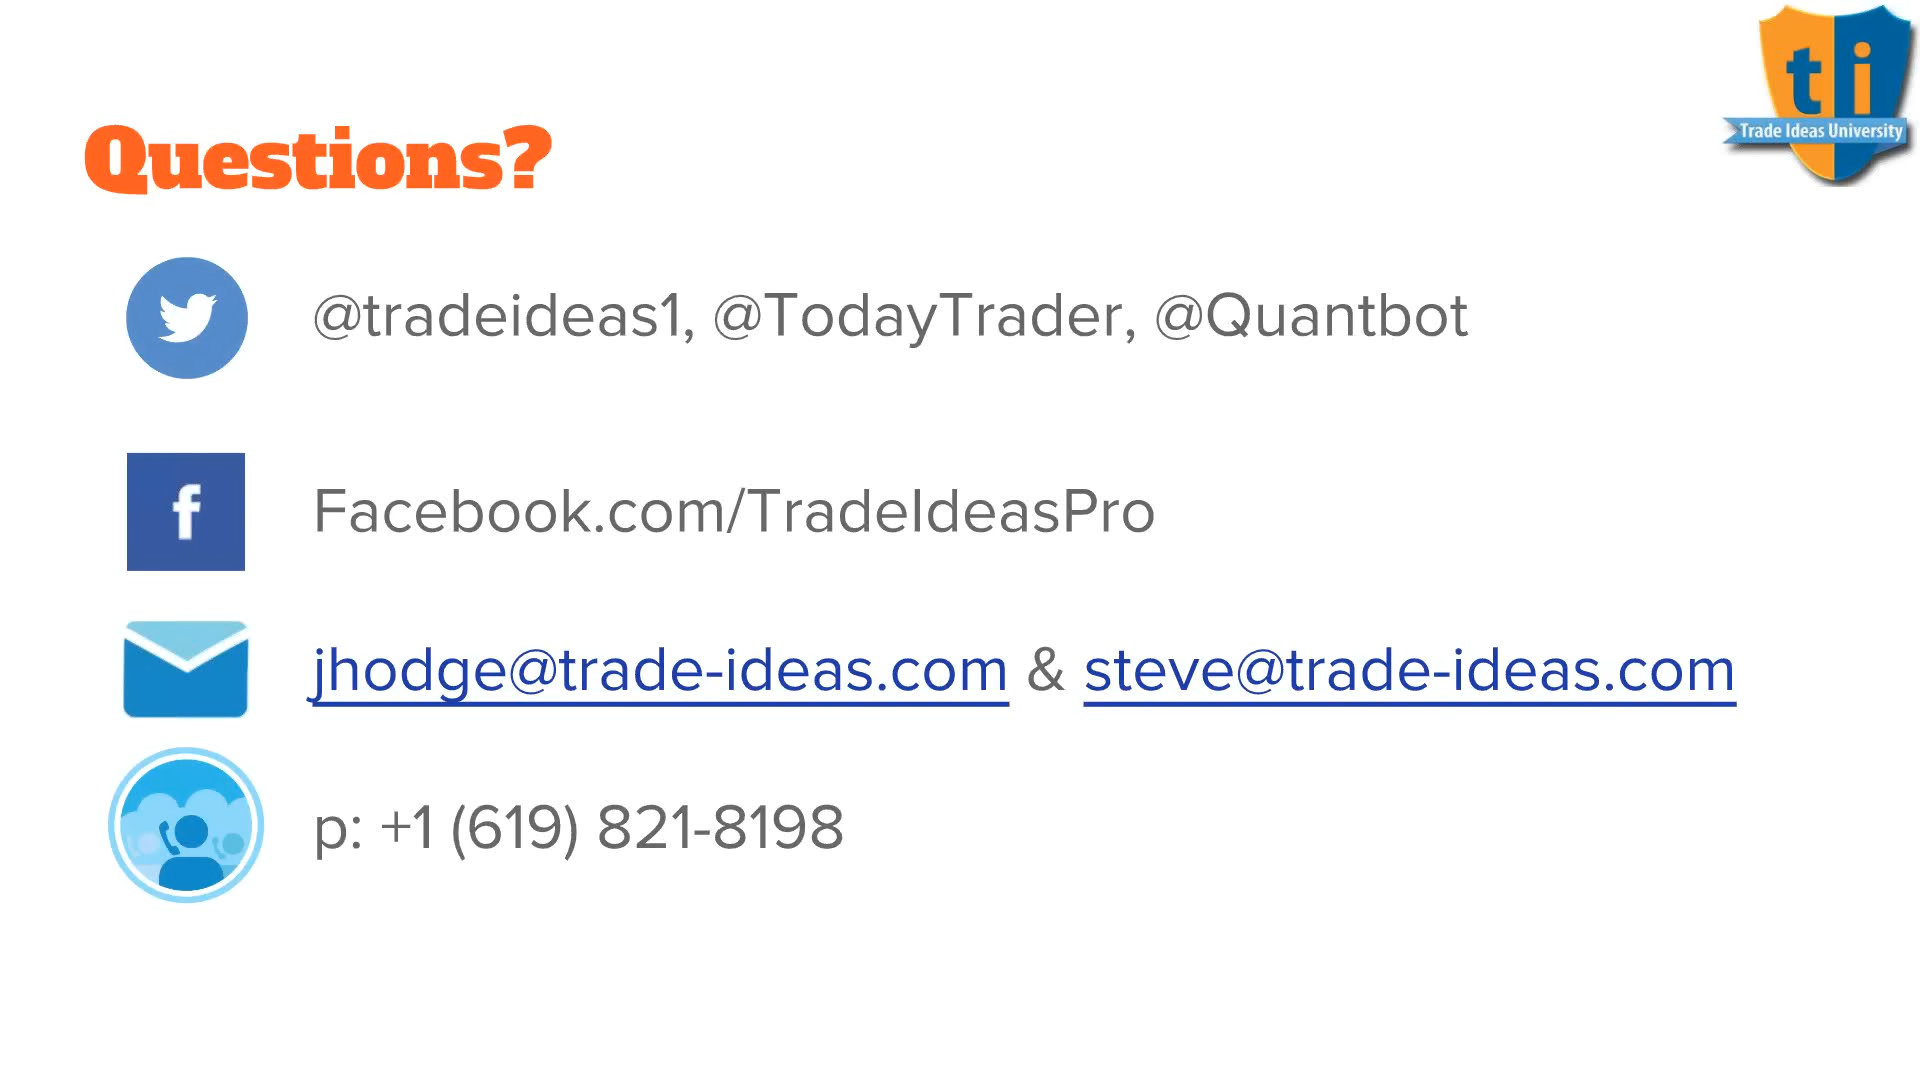 ti
Trade Ideas University
Questions?
@tradeideas1, @TodayTrader, @Quantbot
f
Facebook.com/TradeIdeasPro
jhodge@trade-ideas.com & steve@trade-ideas.com
p: +1 (619) 821-8198